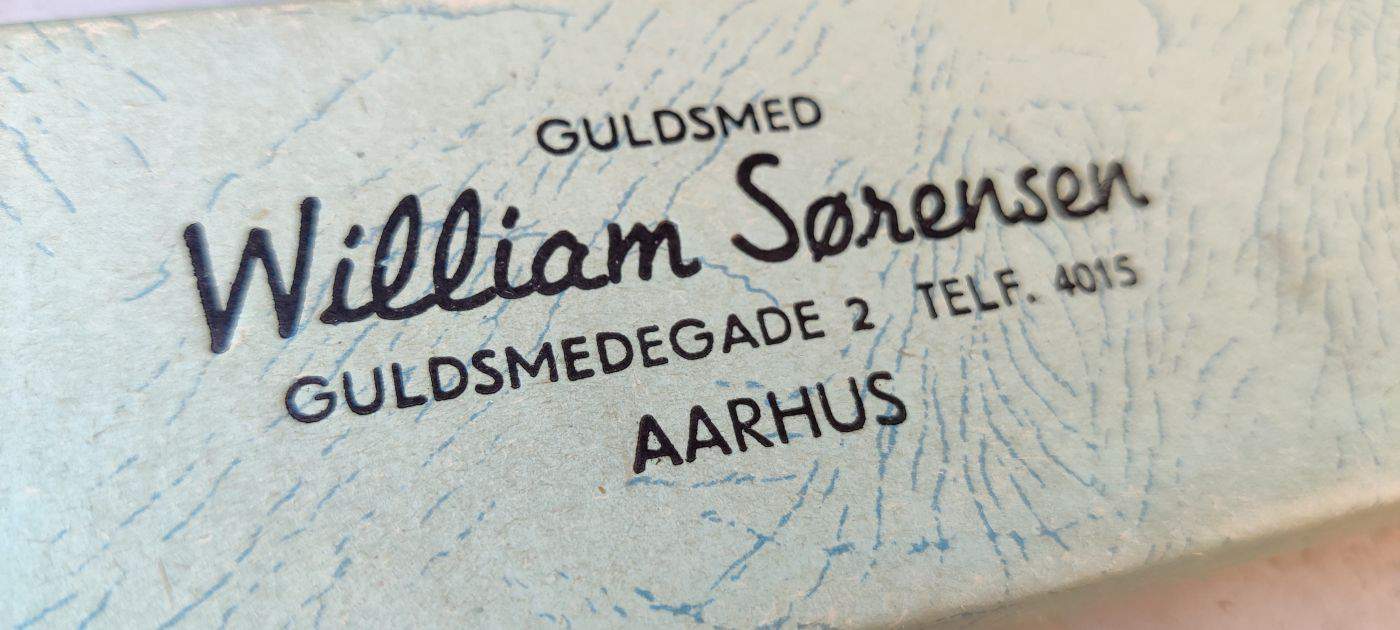 GULDSMED
William Sørensen
GULDSMEDEGADE 2 TELF. 4015
AARHUS